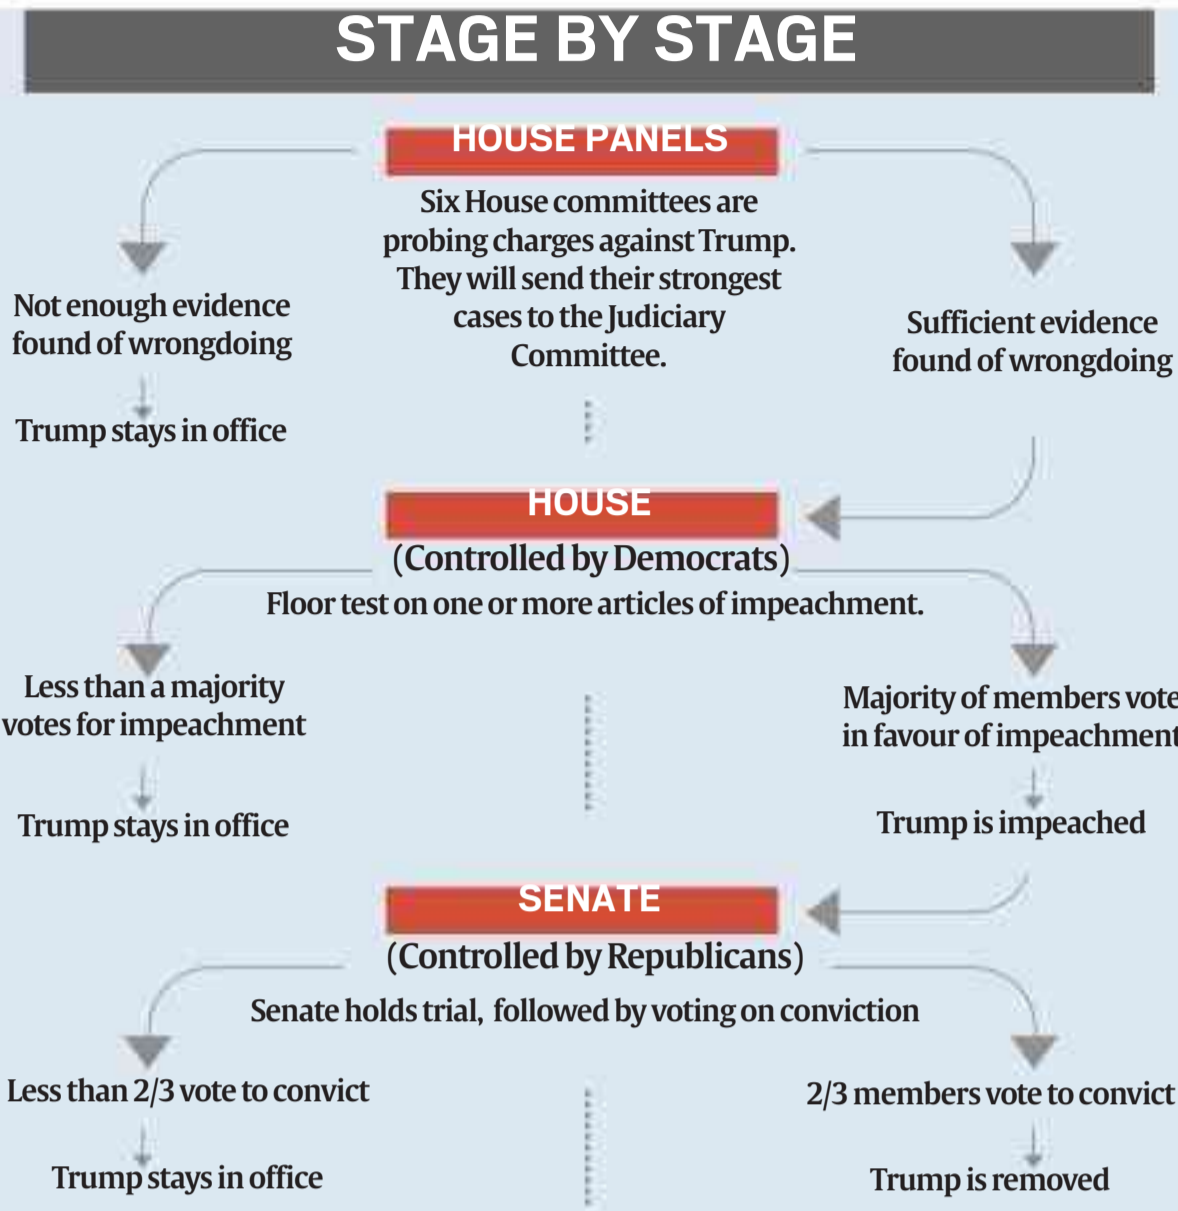 STAGE BY STAGE
HOUSE PANELS
Six House committees are
probing charges against Trump.
They will send their strongest
cases to the Judiciary
Committee.
Not enough evidence
found of wrongdoing
Trump stays in office
Sufficient evidence
found of wrongdoing
HOUSE
(Controlled by Democrats)
Floor test on one or more articles of impeachment.
Less than a majority
votes for impeachment
Trump stays in office
Majority of members vote
in favour of impeachment
Trump is impeached
SENATE
(Controlled by Republicans)
Senate holds trial, followed by voting on conviction
Less than 2/3 vote to convict
Trump stays in office
2/3 members vote to convict
Trump is removed